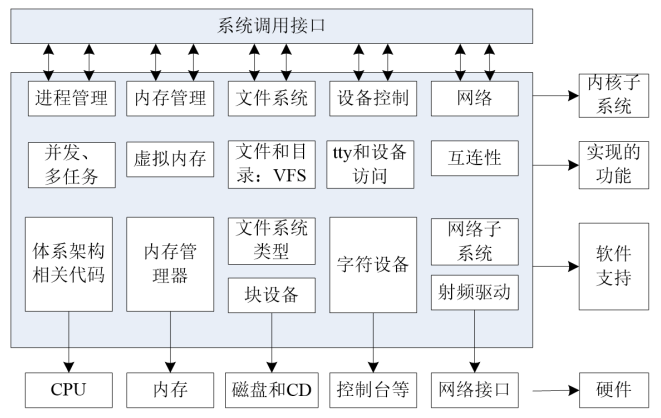 系统调用接口
进程管理
内存管理
文件系统
设备控制
网络
内核子
系统
并发、
多任务
虚拟内存
文件和目
录：VFS
tty和设备
访问
互连性
实现的
功能
体系架构
相关代码
内存管
理器
文件系统
类型
块设备
字符设备
网络子
系统
射频驱动
软件
支持
CPU
内存
磁盘和CD
控制台等
网络接口
硬件